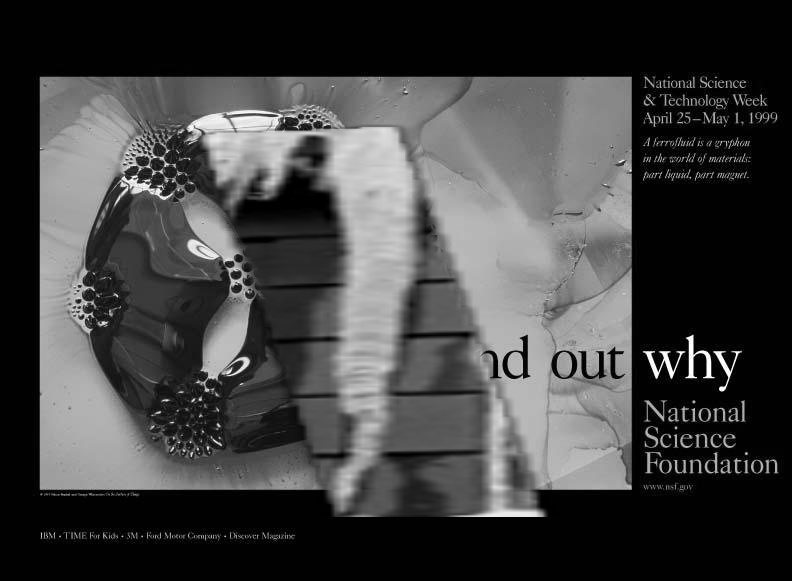 National Science
& Technology Week
April 25–May 1, 1999
A ferrofluid is a gryphon
in the world of materials:
part liquid, part magnet.
out why
National
Science
Foundation
www.nsf.gov
IBM • TIME For Kids • 3M • Ford Motor Company • Discover Magazine